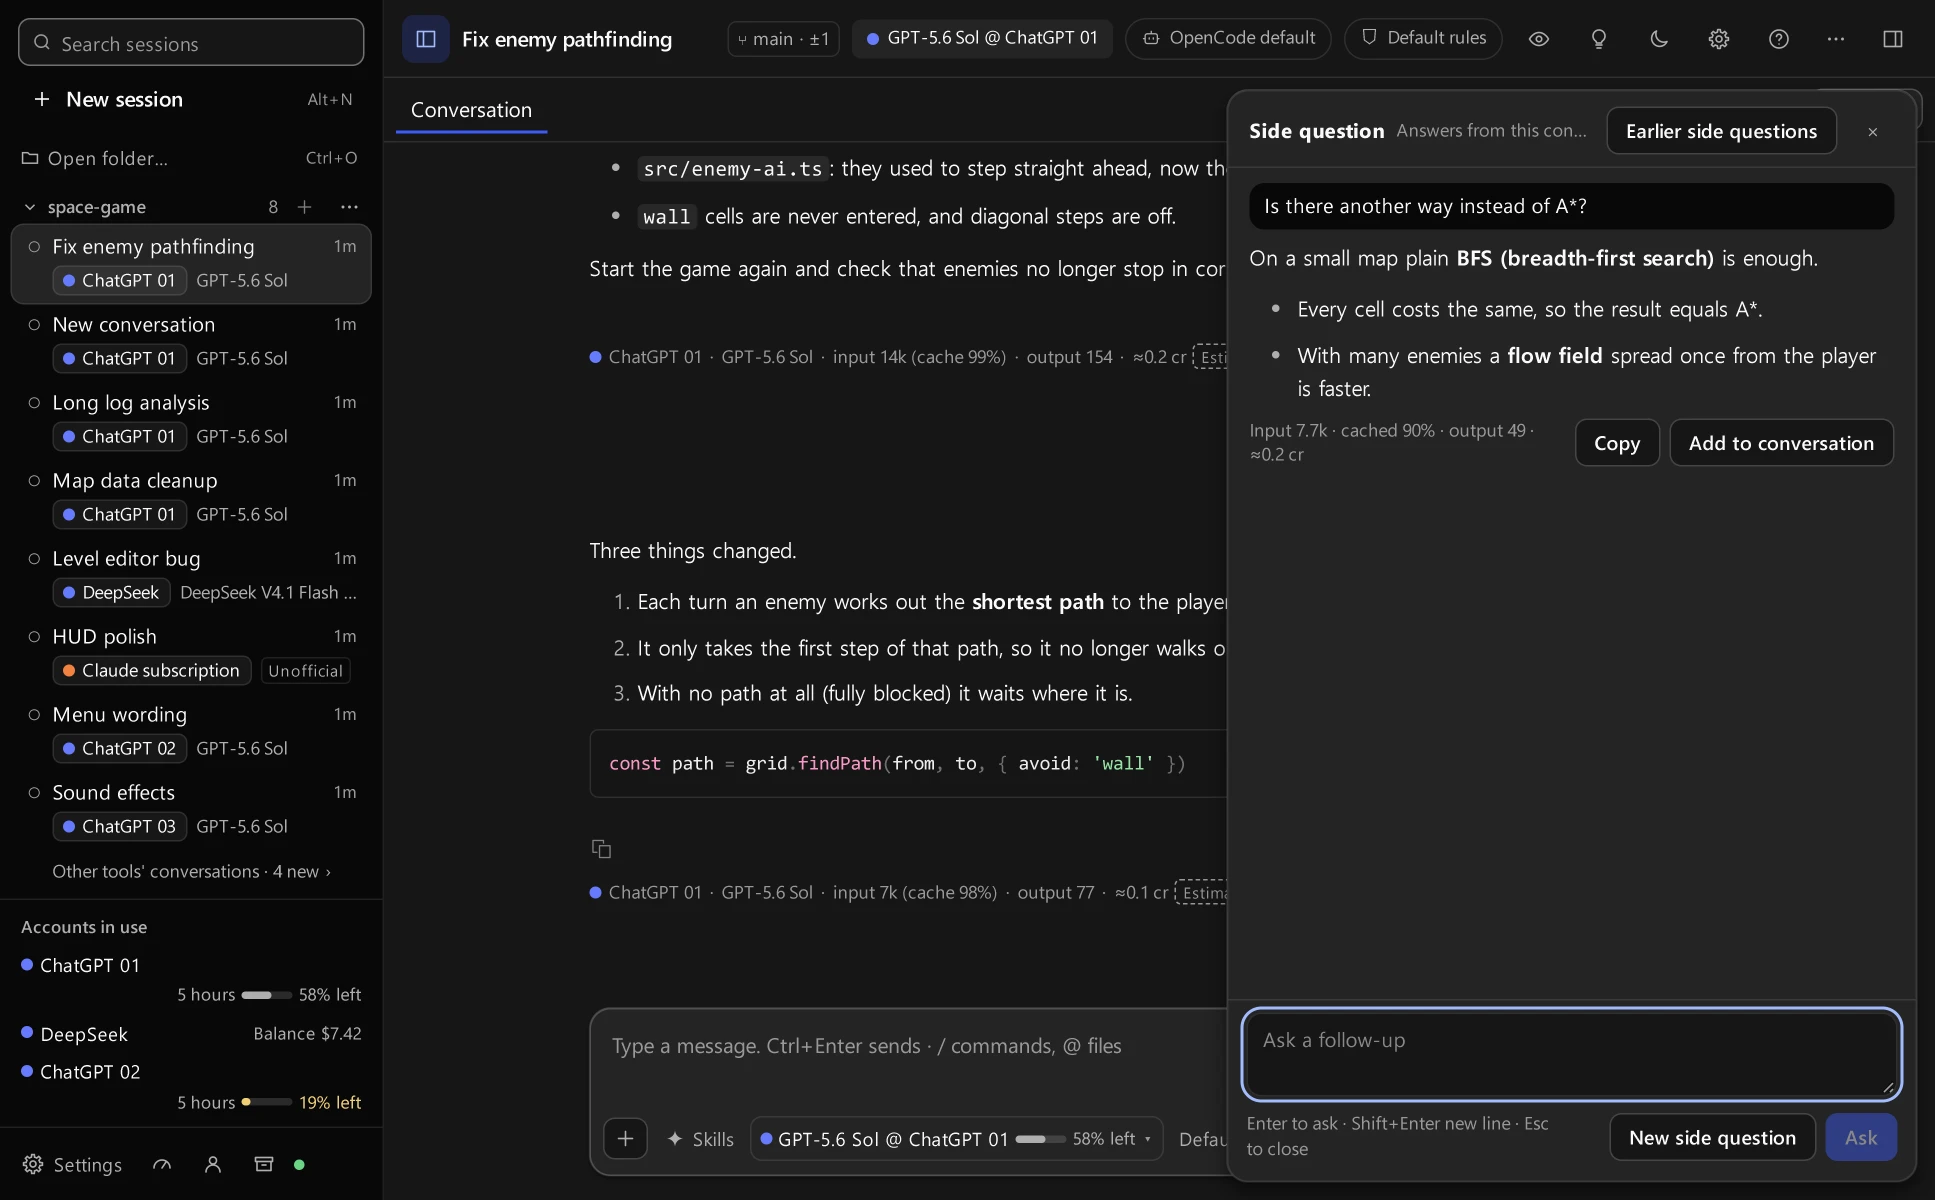 Search sessions
New session Alt+N
Open folder... Ctrl+O
space-game 8
Fix enemy pathfinding 1m
ChatGPT 01 GPT-5.6 Sol
New conversation 1m
ChatGPT 01 GPT-5.6 Sol
Long log analysis 1m
ChatGPT 01 GPT-5.6 Sol
Map data cleanup 1m
ChatGPT 01 GPT-5.6 Sol
Level editor bug 1m
DeepSeek DeepSeek V4.1 Flash ...
HUD polish 1m
Claude subscription Unofficial
Menu wording 1m
ChatGPT 02 GPT-5.6 Sol
Sound effects 1m
ChatGPT 03 GPT-5.6 Sol
Other tools' conversations · 4 new ›
Accounts in use
ChatGPT 01
5 hours 58% left
DeepSeek Balance $7.42
ChatGPT 02
5 hours 19% left
Settings
Fix enemy pathfinding main · ±1 GPT-5.6 Sol @ ChatGPT 01 OpenCode default Default rules
Conversation
• src/enemy-ai.ts: they used to step straight ahead, now the
• wall cells are never entered, and diagonal steps are off.
Start the game again and check that enemies no longer stop in cor
ChatGPT 01 · GPT-5.6 Sol · input 14k (cache 99%) · output 154 · ≈0.2 cr Esti
Three things changed.
1. Each turn an enemy works out the shortest path to the player
2. It only takes the first step of that path, so it no longer walks o
3. With no path at all (fully blocked) it waits where it is.
const path = grid.findPath(from, to, { avoid: 'wall' })
ChatGPT 01 · GPT-5.6 Sol · input 7k (cache 98%) · output 77 · ≈0.1 cr Estima
Type a message. Ctrl+Enter sends · / commands, @ files
Skills GPT-5.6 Sol @ ChatGPT 01 58% left Defau
Side question Answers from this con... Earlier side questions ×
Is there another way instead of A*?
On a small map plain BFS (breadth-first search) is enough.
• Every cell costs the same, so the result equals A*.
• With many enemies a flow field spread once from the player
is faster.
Input 7.7k · cached 90% · output 49 ·
≈0.2 cr
Copy Add to conversation
Ask a follow-up
Enter to ask · Shift+Enter new line · Esc
to close
New side question Ask